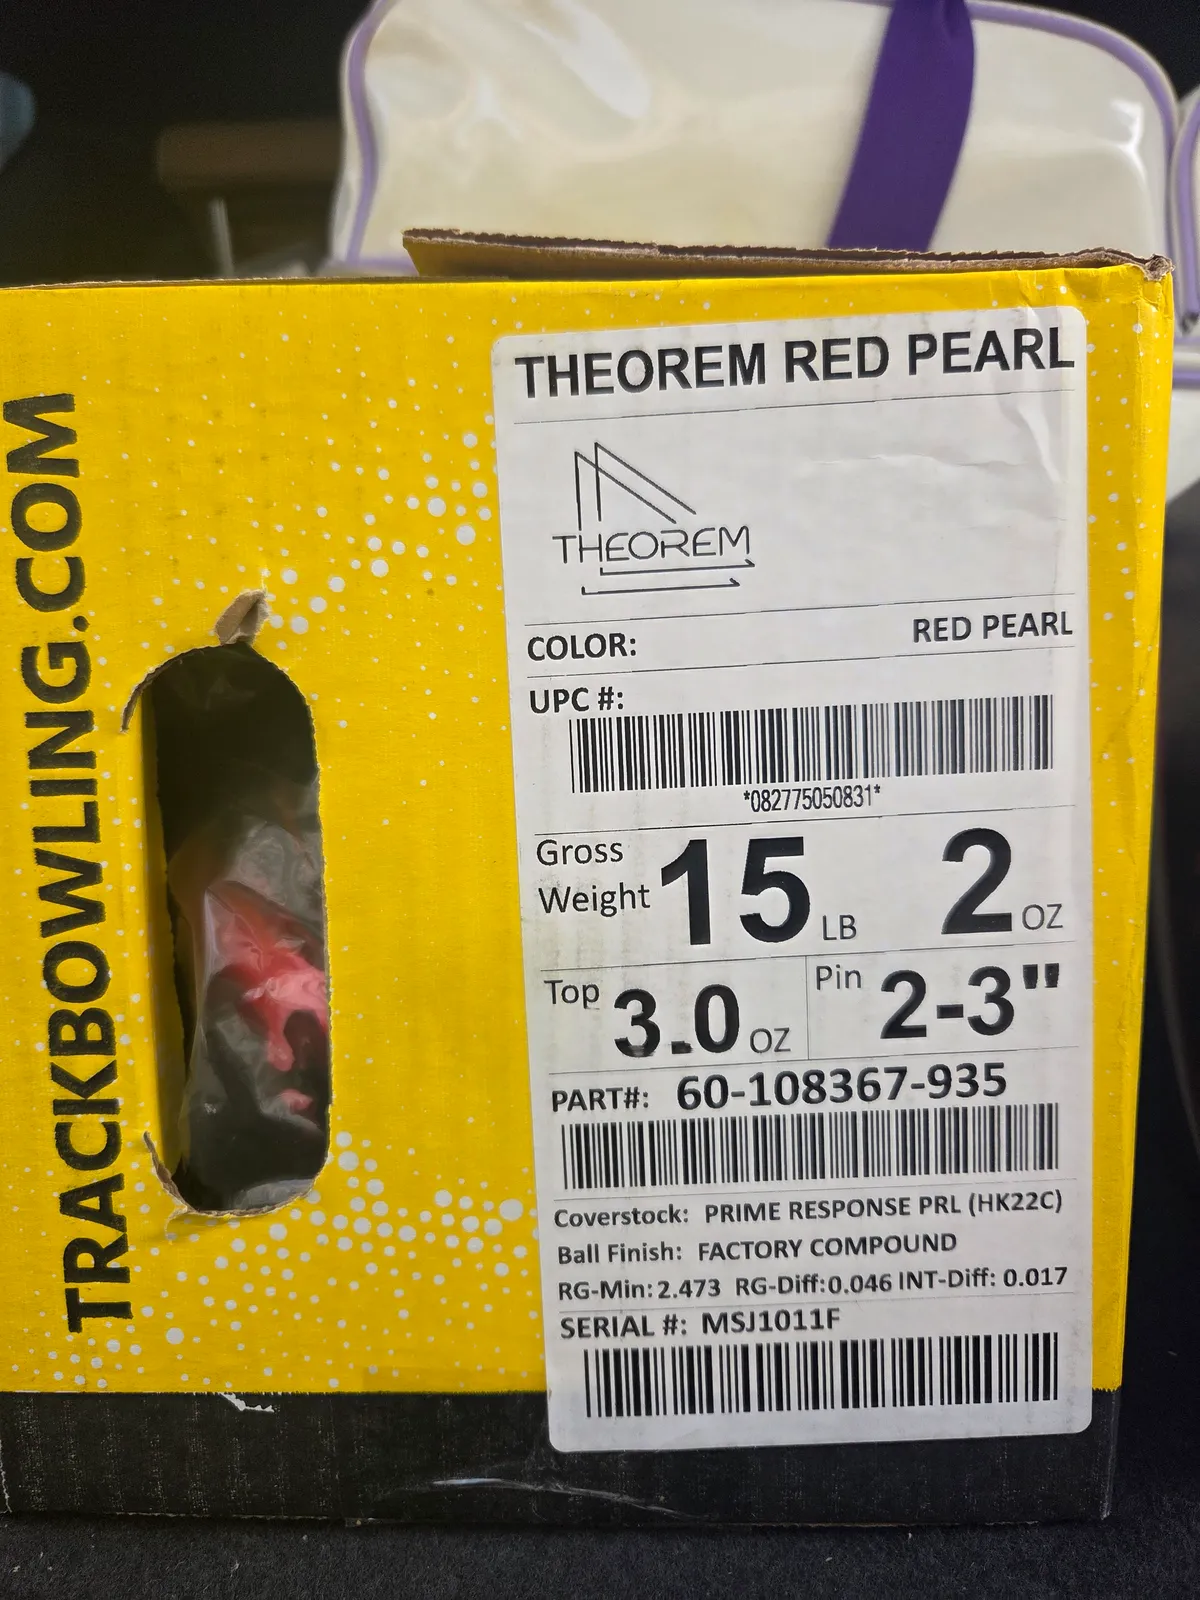 TRACKBOWLING.COM
THEOREM RED PEARL
THEOREM
COLOR: RED PEARL
UPC #:
*082775050831*
Gross Weight 15 LB 2 OZ
Top 3.0 OZ Pin 2-3"
PART#: 60-108367-935
Coverstock: PRIME RESPONSE PRL (HK22C)
Ball Finish: FACTORY COMPOUND
RG-Min: 2.473 RG-Diff:0.046 INT-Diff: 0.017
SERIAL #: MSJ1011F